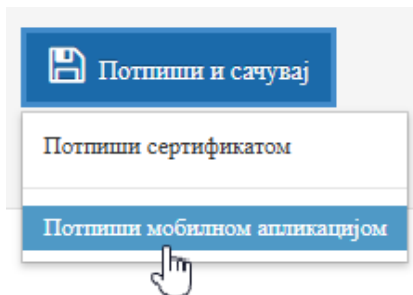 Потпиши и сачувај
Потпиши сертификатом
Потпиши мобилном апликацијом